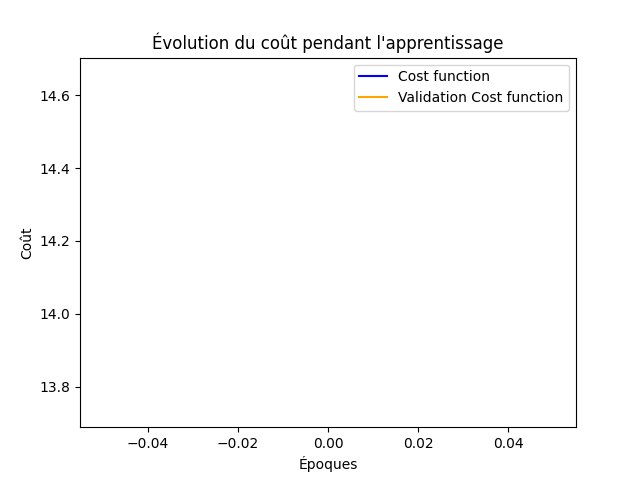 Évolution du coût pendant l'apprentissage
Cost function
Validation Cost function
14.6
14.4
14.2
14.0
13.8
Coût
−0.04
−0.02
0.00
0.02
0.04
Époques